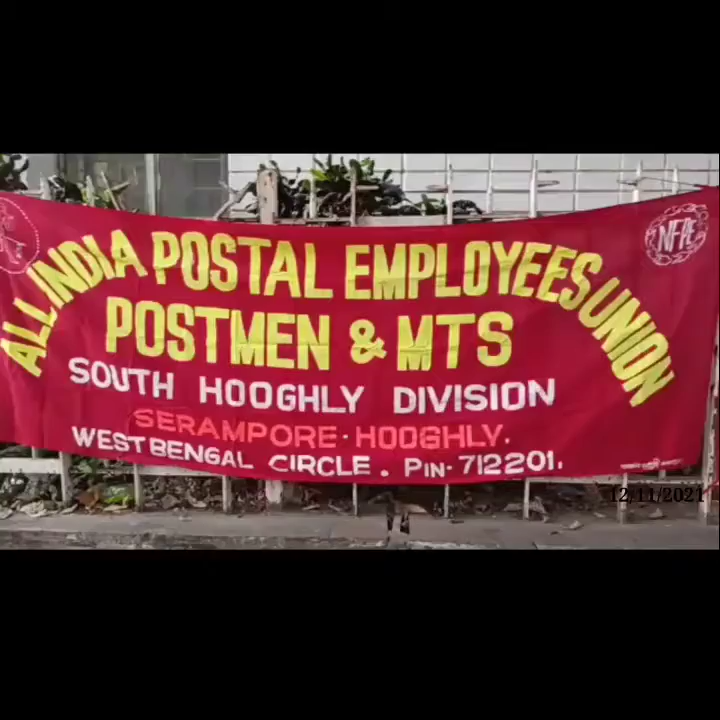 ALL INDIA POSTAL EMPLOYEES UNION
NFPE
POSTMEN & MTS
SOUTH HOOGHLY DIVISION
SERAMPORE · HOOGHLY.
WEST BENGAL CIRCLE . PIN - 712201.
12/11/2021